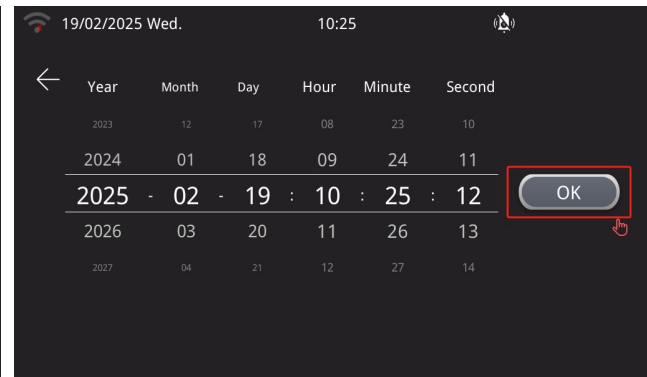 19/02/2025 Wed. 10:25
Year Month Day Hour Minute Second
2023 12 17 08 23 10
2024 01 18 09 24 11
2025 - 02 - 19 : 10 : 25 : 12 OK
2026 03 20 11 26 13
2027 04 21 12 27 14